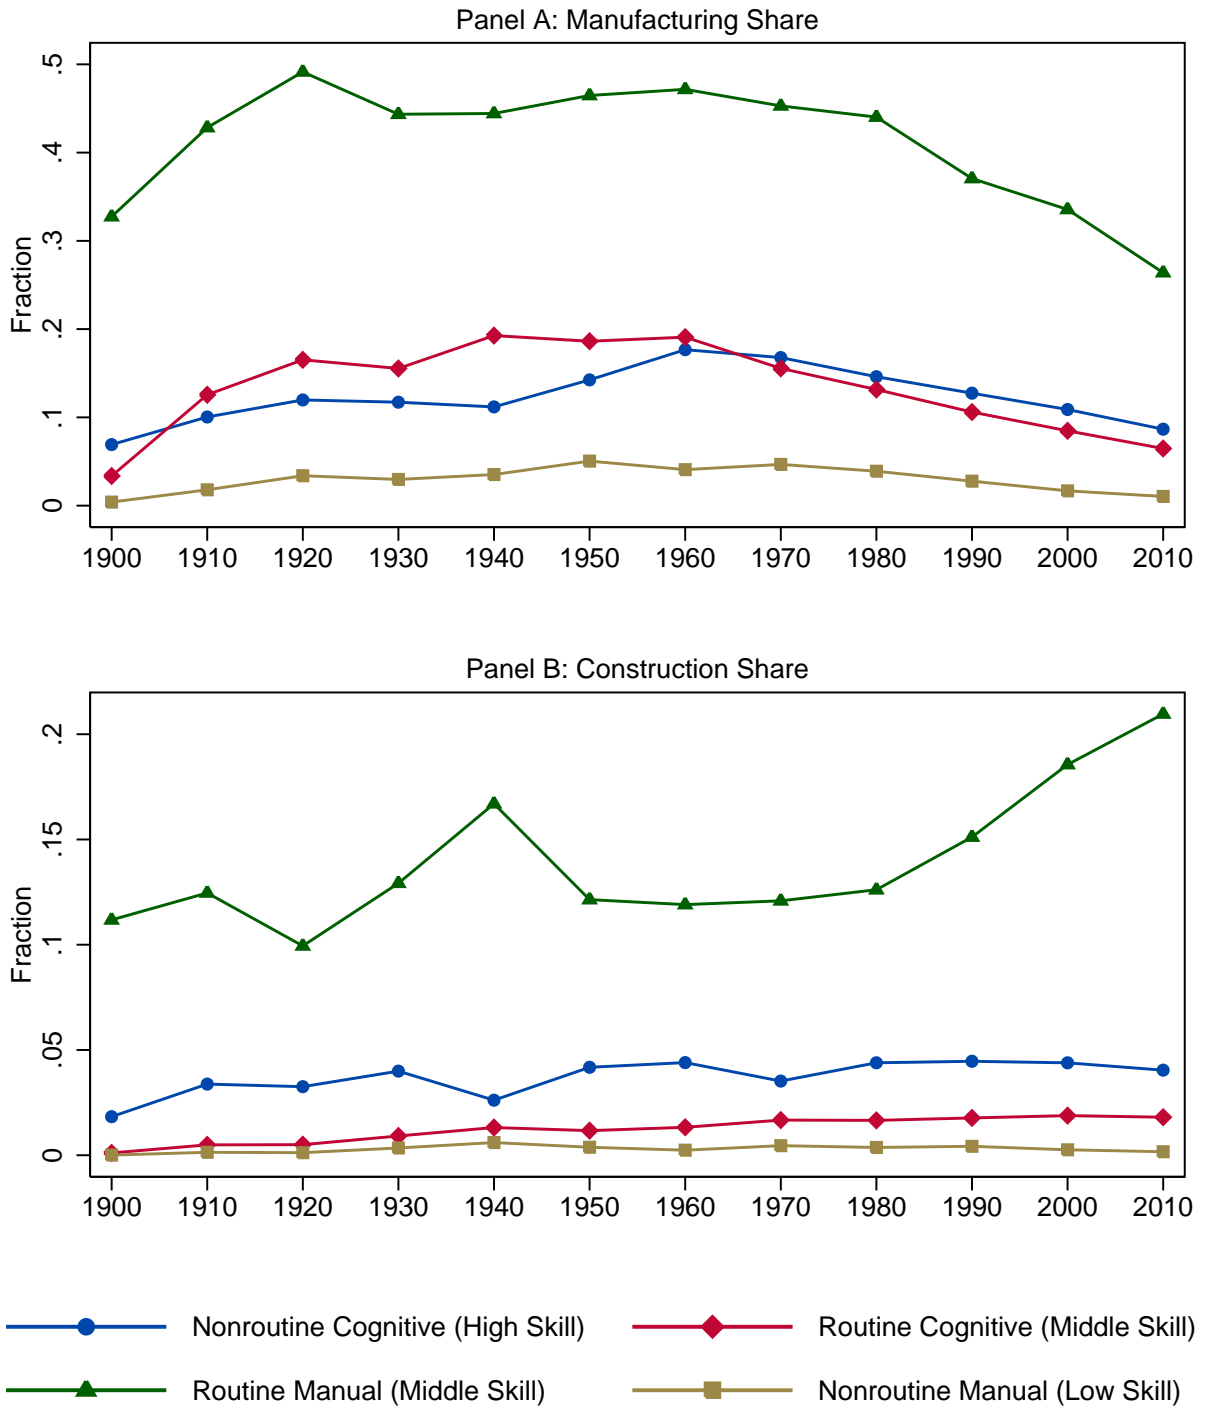 Panel A: Manufacturing Share
Fraction
.5
.4
.3
.2
.1
0
1900 1910 1920 1930 1940 1950 1960 1970 1980 1990 2000 2010
Panel B: Construction Share
Fraction
.2
.15
.1
.05
0
1900 1910 1920 1930 1940 1950 1960 1970 1980 1990 2000 2010
Nonroutine Cognitive (High Skill) Routine Cognitive (Middle Skill)
Routine Manual (Middle Skill) Nonroutine Manual (Low Skill)